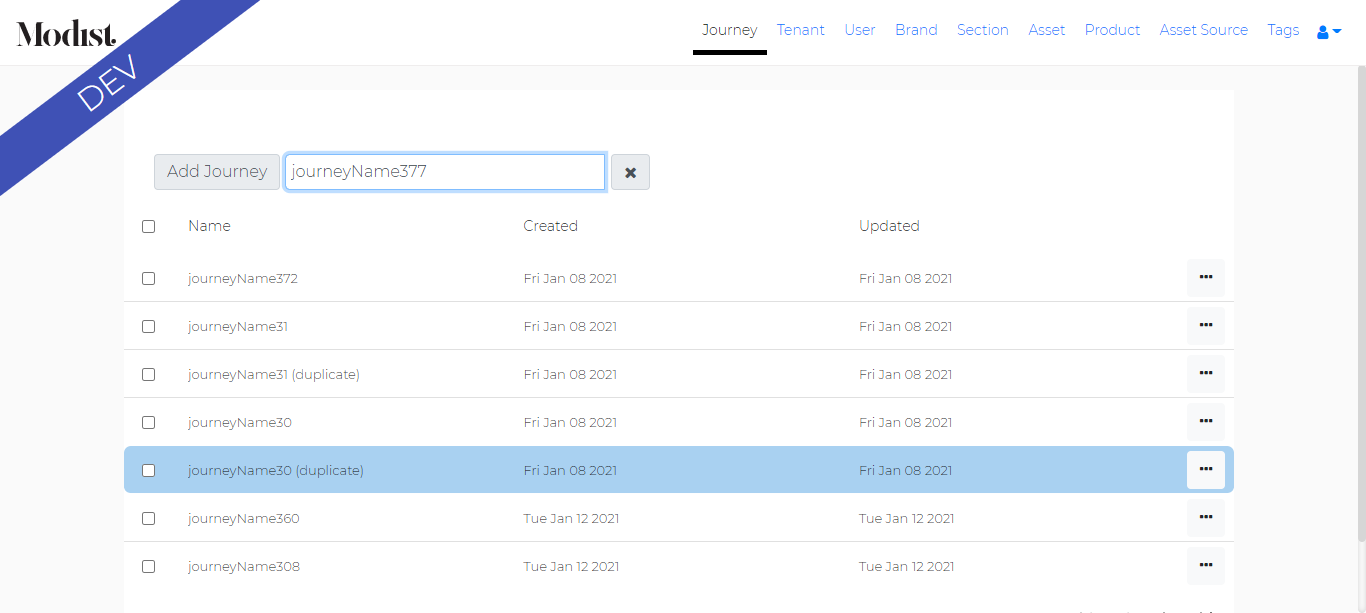 Modist.
DEV
Journey Tenant User Brand Section Asset Product Asset Source Tags
Add Journey journeyName377
Name Created Updated
journeyName372 Fri Jan 08 2021 Fri Jan 08 2021
journeyName31 Fri Jan 08 2021 Fri Jan 08 2021
journeyName31 (duplicate) Fri Jan 08 2021 Fri Jan 08 2021
journeyName30 Fri Jan 08 2021 Fri Jan 08 2021
journeyName30 (duplicate) Fri Jan 08 2021 Fri Jan 08 2021
journeyName360 Tue Jan 12 2021 Tue Jan 12 2021
journeyName308 Tue Jan 12 2021 Tue Jan 12 2021